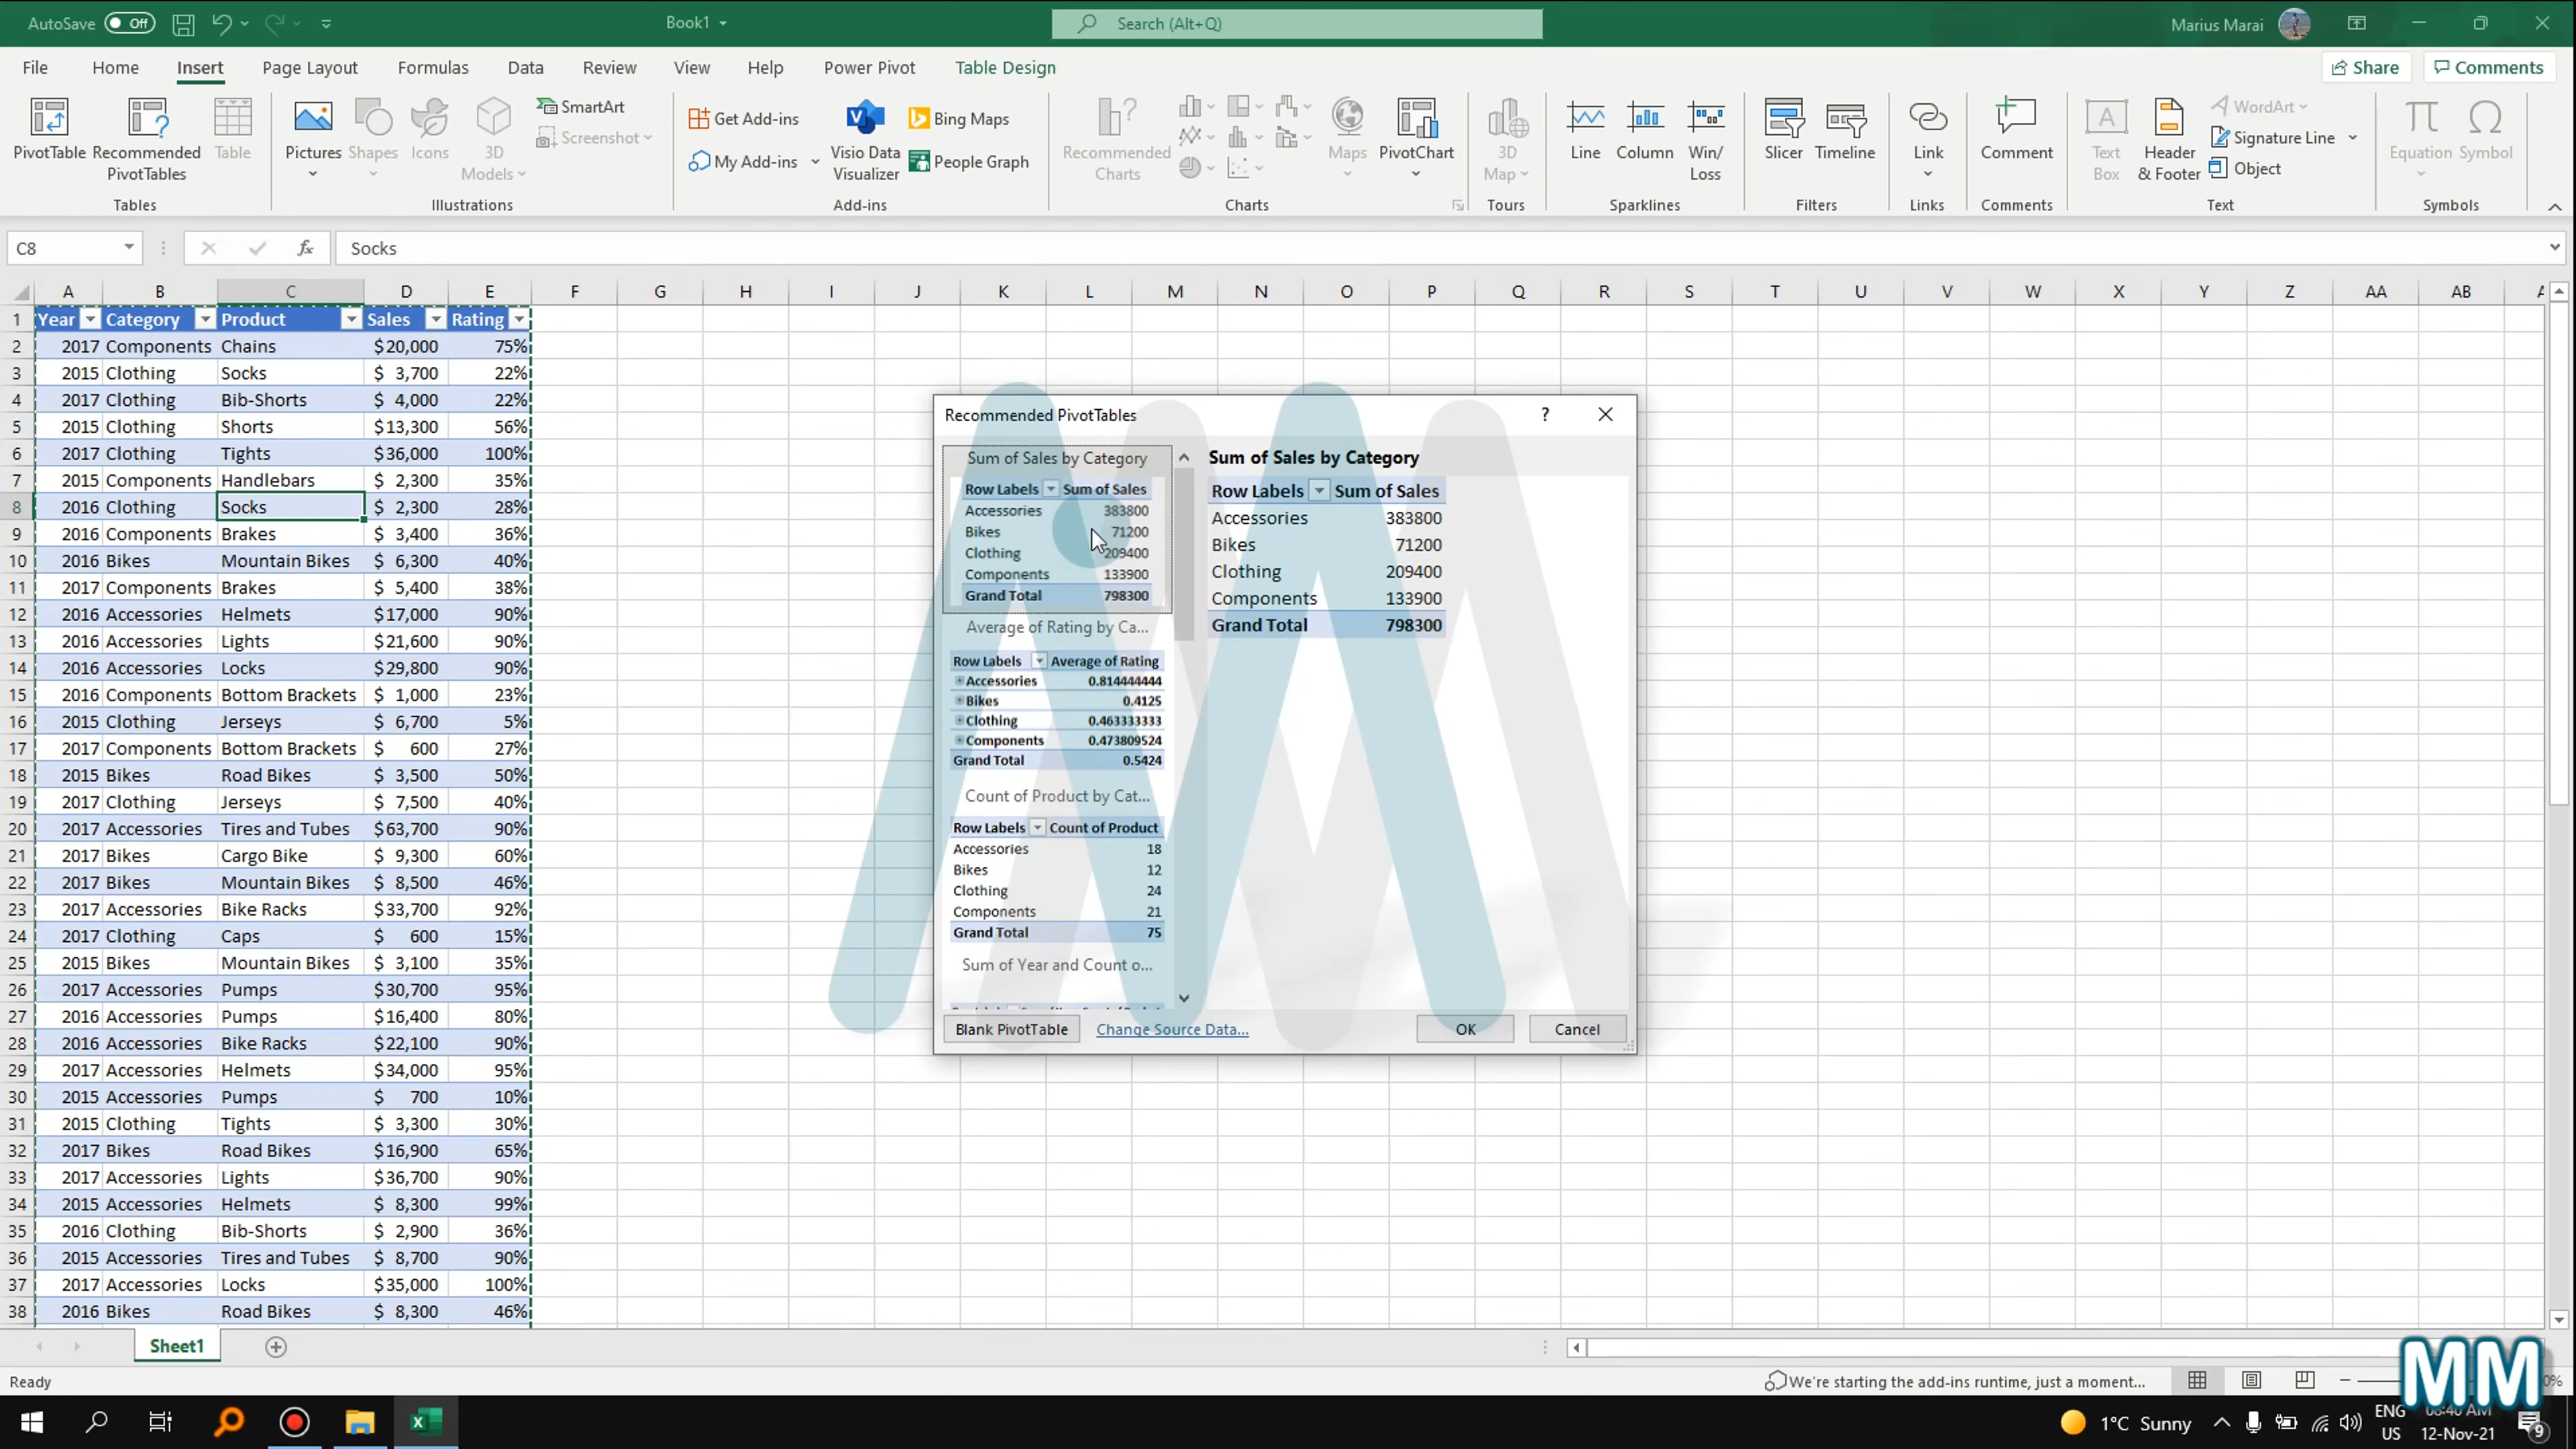 AutoSave Off Book1 Search (Alt+Q) Marius Marai
File Home Insert Page Layout Formulas Data Review View Help Power Pivot Table Design Share Comments
PivotTable Recommended PivotTables Table
Tables
Pictures Shapes Icons 3D Models SmartArt Screenshot
Illustrations
Get Add-ins My Add-ins Visio Data Visualizer Bing Maps People Graph
Add-ins
Recommended Charts Maps PivotChart
Charts
3D Map
Tours
Line Column Win/Loss
Sparklines
Slicer Timeline
Filters
Link
Links
Comment
Comments
Text Box Header & Footer WordArt Signature Line Object
Text
Equation Symbol
Symbols
C8 fx Socks
A B C D E F G H I J K L M N O P Q R S T U V W X Y Z AA AB
1 Year Category Product Sales Rating
2 2017 Components Chains $20,000 75%
3 2015 Clothing Socks $ 3,700 22%
4 2017 Clothing Bib-Shorts $ 4,000 22%
5 2015 Clothing Shorts $13,300 56%
6 2017 Clothing Tights $36,000 100%
7 2015 Components Handlebars $ 2,300 35%
8 2016 Clothing Socks $ 2,300 28%
9 2016 Components Brakes $ 3,400 36%
10 2016 Bikes Mountain Bikes $ 6,300 40%
11 2017 Components Brakes $ 5,400 38%
12 2016 Accessories Helmets $17,000 90%
13 2016 Accessories Lights $21,600 90%
14 2016 Accessories Locks $29,800 90%
15 2016 Components Bottom Brackets $ 1,000 23%
16 2015 Clothing Jerseys $ 6,700 5%
17 2017 Components Bottom Brackets $ 600 27%
18 2015 Bikes Road Bikes $ 3,500 50%
19 2017 Clothing Jerseys $ 7,500 40%
20 2017 Accessories Tires and Tubes $63,700 90%
21 2017 Bikes Cargo Bike $ 9,300 60%
22 2017 Bikes Mountain Bikes $ 8,500 46%
23 2017 Accessories Bike Racks $33,700 92%
24 2017 Clothing Caps $ 600 15%
25 2015 Bikes Mountain Bikes $ 3,100 35%
26 2017 Accessories Pumps $30,700 95%
27 2016 Accessories Pumps $16,400 80%
28 2016 Accessories Bike Racks $22,100 90%
29 2017 Accessories Helmets $34,000 95%
30 2015 Accessories Pumps $ 700 10%
31 2015 Clothing Tights $ 3,300 30%
32 2017 Bikes Road Bikes $16,900 65%
33 2017 Accessories Lights $36,700 90%
34 2015 Accessories Helmets $ 8,300 99%
35 2016 Clothing Bib-Shorts $ 2,900 36%
36 2015 Accessories Tires and Tubes $ 8,700 90%
37 2017 Accessories Locks $35,000 100%
38 2016 Bikes Road Bikes $ 8,300 46%
Recommended PivotTables ?
Sum of Sales by Category
Row Labels Sum of Sales
Accessories 383800
Bikes 71200
Clothing 209400
Components 133900
Grand Total 798300
Average of Rating by Ca...
Row Labels Average of Rating
Accessories 0.814444444
Bikes 0.4125
Clothing 0.463333333
Components 0.473809524
Grand Total 0.5424
Count of Product by Cat...
Row Labels Count of Product
Accessories 18
Bikes 12
Clothing 24
Components 21
Grand Total 75
Sum of Year and Count o...
Sum of Sales by Category
Row Labels Sum of Sales
Accessories 383800
Bikes 71200
Clothing 209400
Components 133900
Grand Total 798300
Blank PivotTable Change Source Data... OK Cancel
Sheet1
Ready We're starting the add-ins runtime, just a moment...
MM
1°C Sunny ENG US 12-Nov-21 9